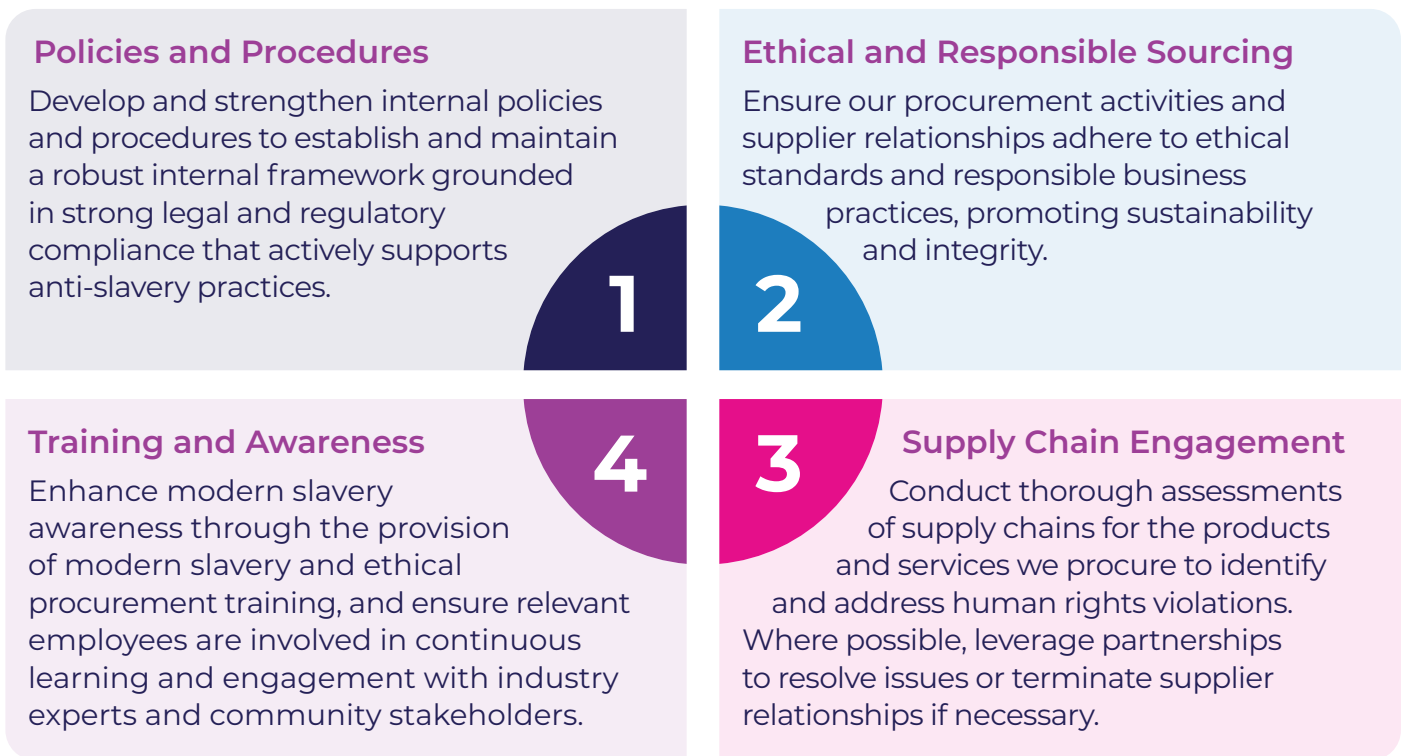 Policies and Procedures
Develop and strengthen internal policies
and procedures to establish and maintain
a robust internal framework grounded
in strong legal and regulatory
compliance that actively supports
anti-slavery practices.
1
Ethical and Responsible Sourcing
Ensure our procurement activities and
supplier relationships adhere to ethical
standards and responsible business
practices, promoting sustainability
and integrity.
2
Supply Chain Engagement
Conduct thorough assessments
of supply chains for the products
and services we procure to identify
and address human rights violations.
Where possible, leverage partnerships
to resolve issues or terminate supplier
relationships if necessary.
3
Training and Awareness
Enhance modern slavery
awareness through the provision
of modern slavery and ethical
procurement training, and ensure relevant
employees are involved in continuous
learning and engagement with industry
experts and community stakeholders.
4